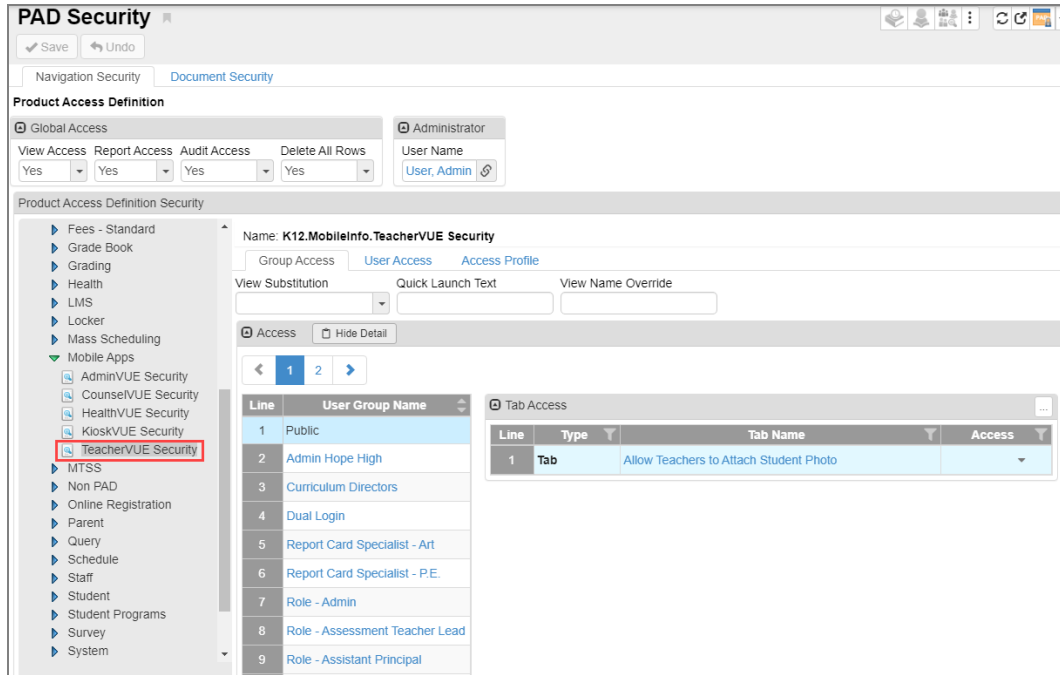 PAD Security
Save Undo
Navigation Security Document Security
Product Access Definition
Global Access Administrator
View Access Report Access Audit Access Delete All Rows User Name
Yes Yes Yes Yes User, Admin
Product Access Definition Security
Fees - Standard
Grade Book
Grading
Health
LMS
Locker
Mass Scheduling
Mobile Apps
AdminVUE Security
CounselVUE Security
HealthVUE Security
KioskVUE Security
TeacherVUE Security
MTSS
Non PAD
Online Registration
Parent
Query
Schedule
Staff
Student
Student Programs
Survey
System
Name: K12.MobileInfo.TeacherVUE Security
Group Access User Access Access Profile
View Substitution Quick Launch Text View Name Override
Access Hide Detail
1 2
Line User Group Name
1 Public
2 Admin Hope High
3 Curriculum Directors
4 Dual Login
5 Report Card Specialist - Art
6 Report Card Specialist - P.E.
7 Role - Admin
8 Role - Assessment Teacher Lead
9 Role - Assistant Principal
Tab Access ...
Line Type Tab Name Access
1 Tab Allow Teachers to Attach Student Photo